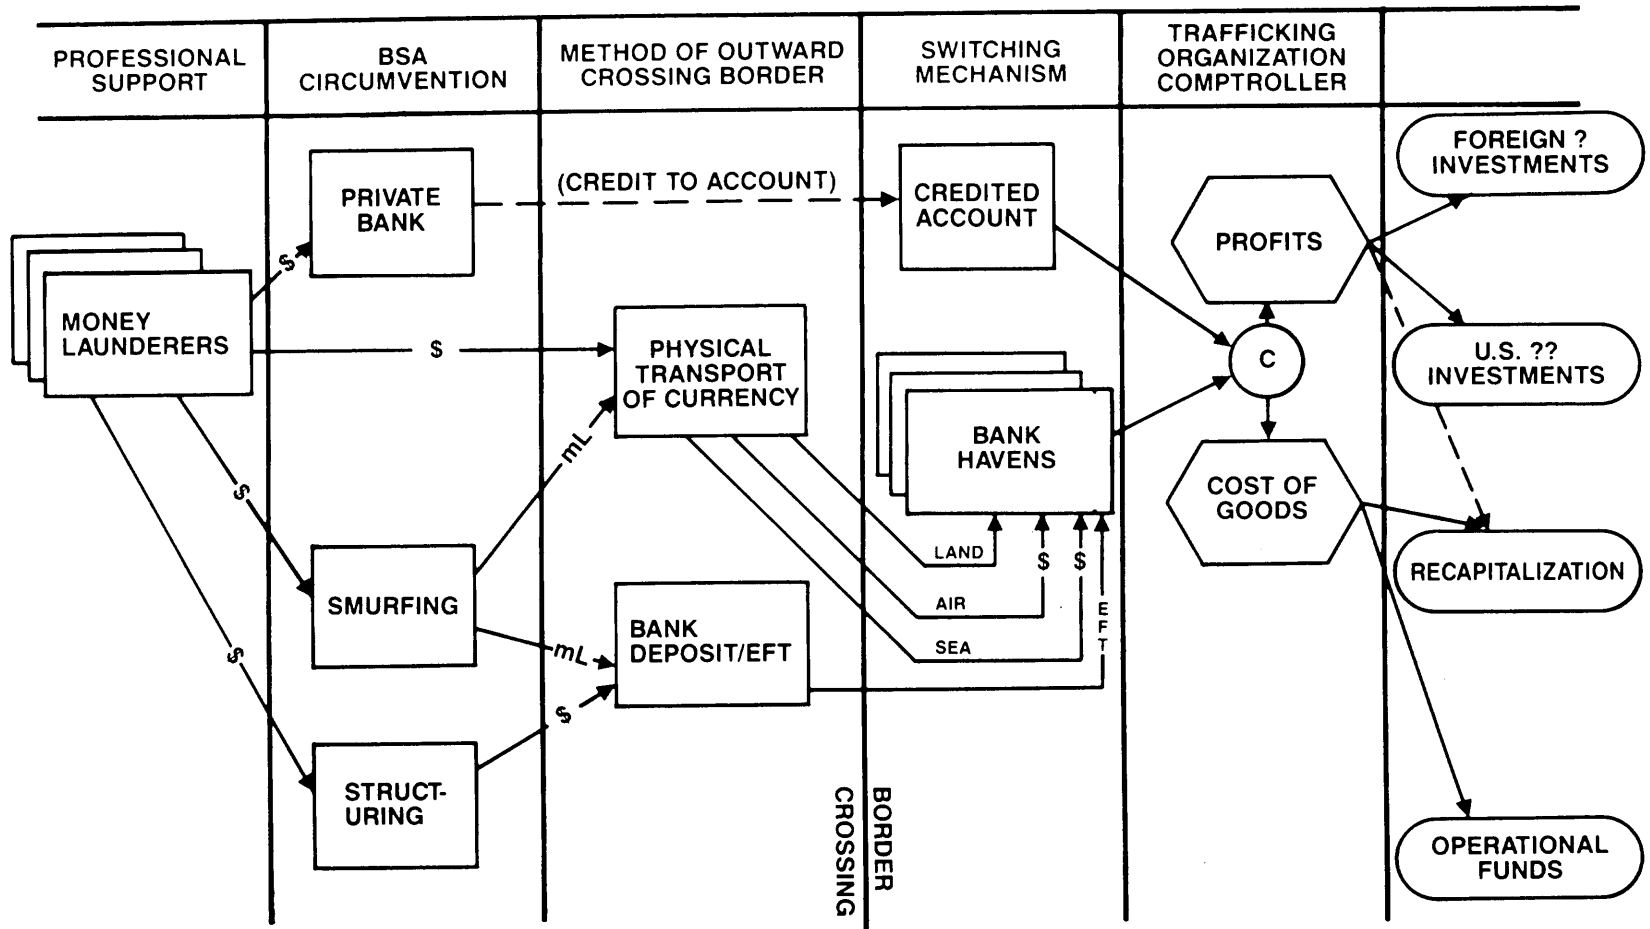 PROFESSIONAL
SUPPORT
BSA
CIRCUMVENTION
METHOD OF OUTWARD
CROSSING BORDER
SWITCHING
MECHANISM
TRAFFICKING
ORGANIZATION
COMPTROLLER
MONEY
LAUNDERERS
$
$
$
$
PRIVATE
BANK
(CREDIT TO ACCOUNT)
CREDITED
ACCOUNT
PHYSICAL
TRANSPORT
OF CURRENCY
mL
SMURFING
mL
STRUCT-
URING
$
BANK
DEPOSIT/EFT
BANK
HAVENS
LAND
AIR
SEA
$
$
EFT
BORDER
CROSSING
PROFITS
C
COST OF
GOODS
FOREIGN ?
INVESTMENTS
U.S. ??
INVESTMENTS
RECAPITALIZATION
OPERATIONAL
FUNDS